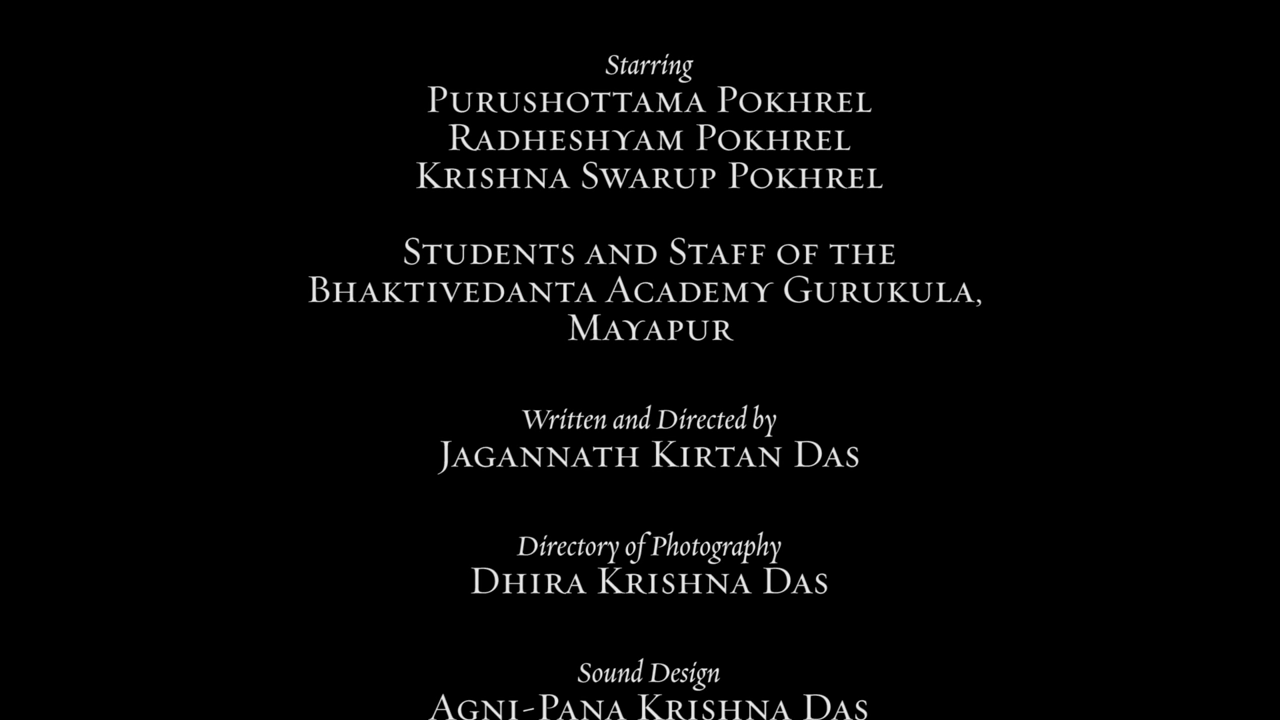 Starring
Purushottama Pokhrel
Radheshyam Pokhrel
Krishna Swarup Pokhrel
Students and Staff of the
Bhaktivedanta Academy Gurukula,
Mayapur
Written and Directed by
Jagannath Kirtan Das
Directory of Photography
Dhira Krishna Das
Sound Design
Agni-Pana Krishna Das